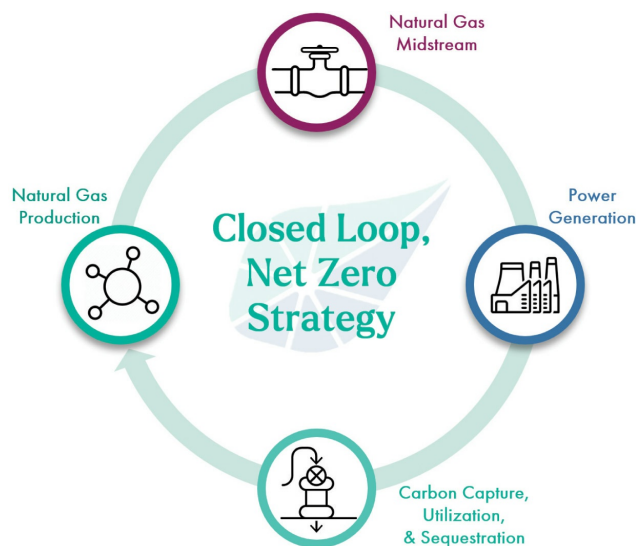 Natural Gas
Midstream
Natural Gas
Production
Power
Generation
Closed Loop,
Net Zero
Strategy
Carbon Capture,
Utilization,
& Sequestration